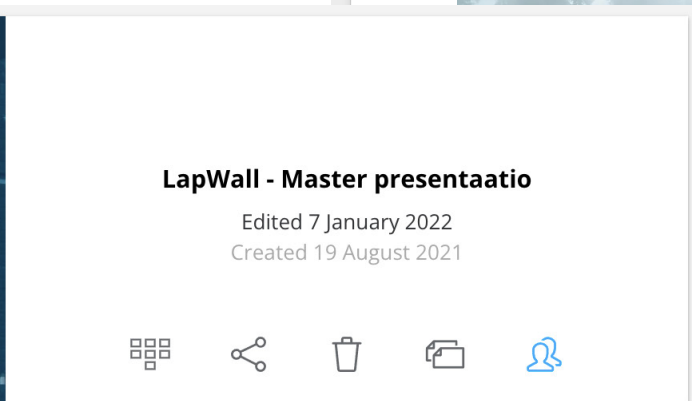 LapWall - Master presentaatio
Edited 7 January 2022
Created 19 August 2021